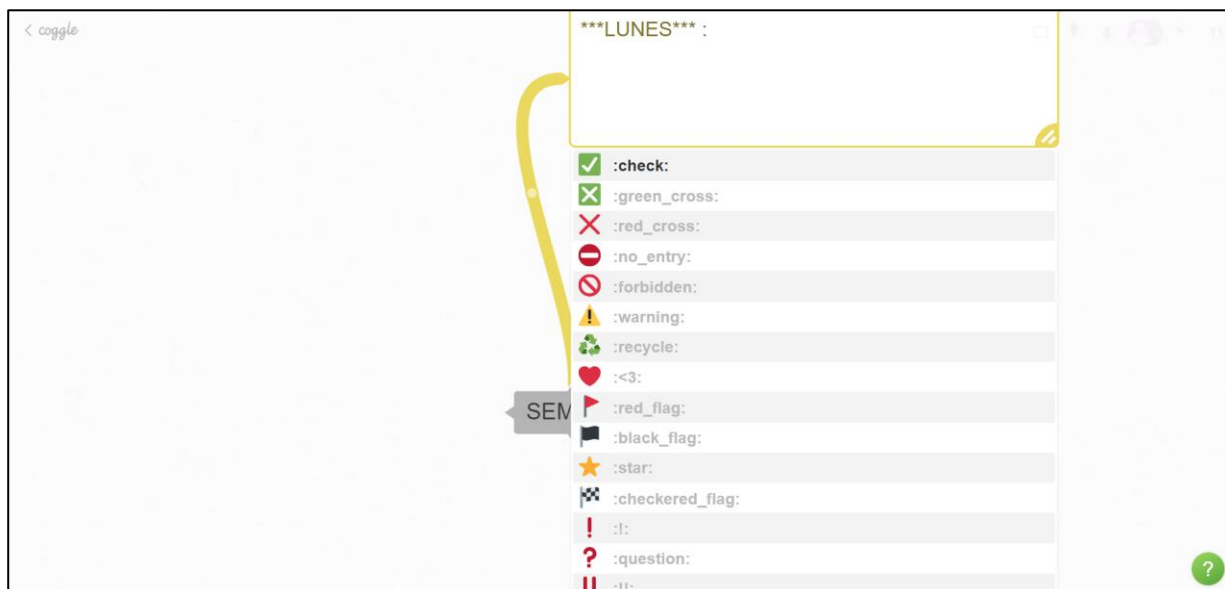 coggle
***LUNES*** :
:check:
:green_cross:
:red_cross:
:no_entry:
:forbidden:
:warning:
:recycle:
:<3:
SEM
:red_flag:
:black_flag:
:star:
:checkered_flag:
:!:
:question:
:!!:
?